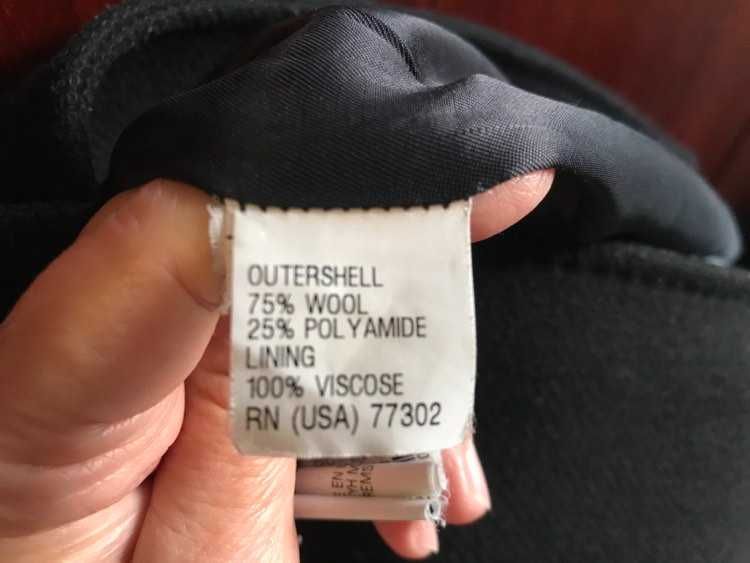 OUTERSHELL
75% WOOL
25% POLYAMIDE
LINING
100% VISCOSE
RN (USA) 77302